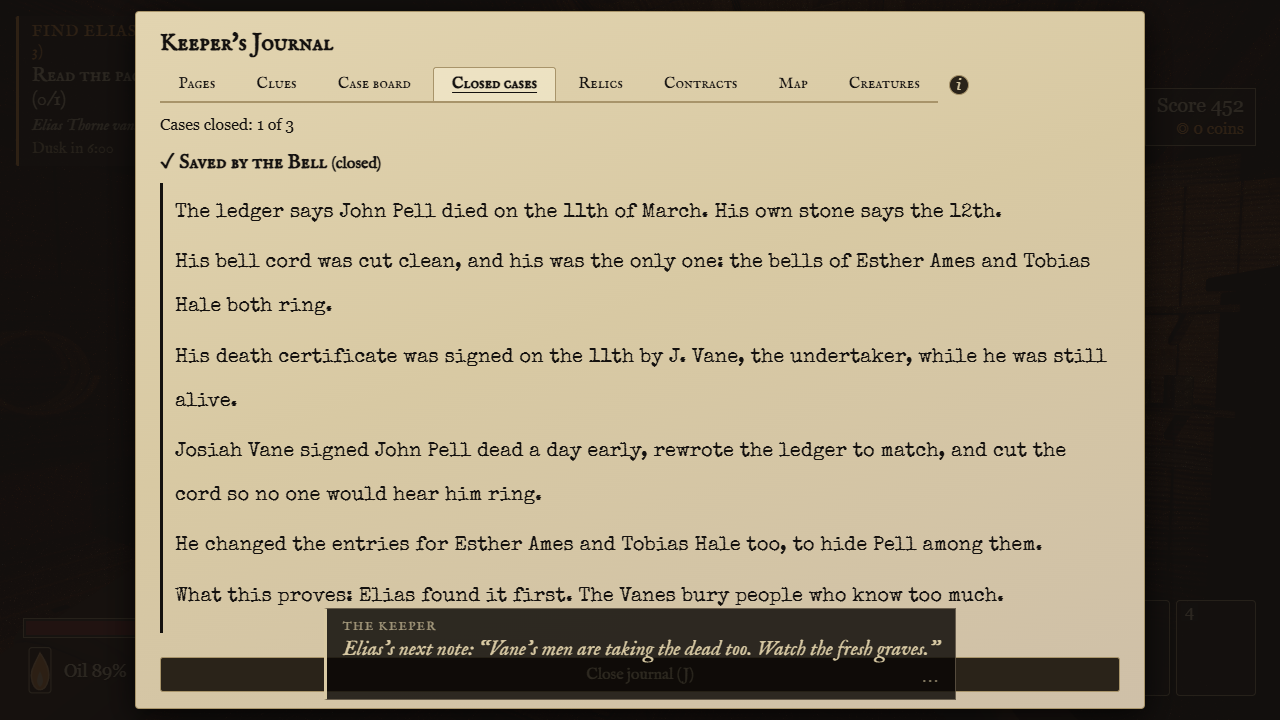 FIND ELIAS
3)
READ THE PA
(0/1)
Elias Thorne van
Dusk in 6:00
Score 452
0 coins
Oil 89%
4
KEEPER'S JOURNAL
PAGES
CLUES
CASE BOARD
CLOSED CASES
RELICS
CONTRACTS
MAP
CREATURES
i
Cases closed: 1 of 3
✓ SAVED BY THE BELL (closed)
The ledger says John Pell died on the 11th of March. His own stone says the 12th.
His bell cord was cut clean, and his was the only one: the bells of Esther Ames and Tobias
Hale both ring.
His death certificate was signed on the 11th by J. Vane, the undertaker, while he was still
alive.
Josiah Vane signed John Pell dead a day early, rewrote the ledger to match, and cut the
cord so no one would hear him ring.
He changed the entries for Esther Ames and Tobias Hale too, to hide Pell among them.
What this proves: Elias found it first. The Vanes bury people who know too much.
THE KEEPER
Elias's next note: “Vane's men are taking the dead too. Watch the fresh graves.”
Close journal (J)
...